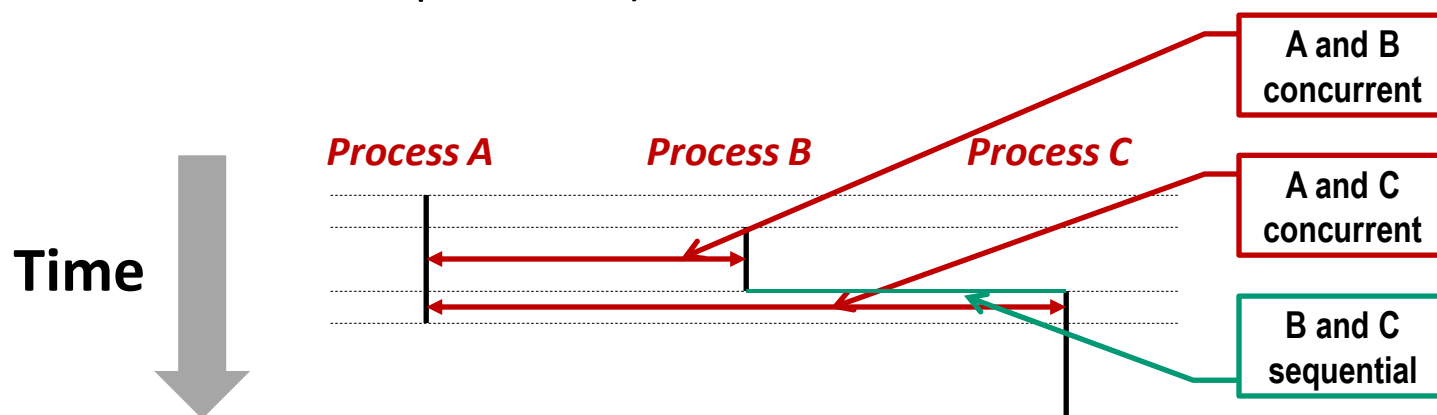 A and B
concurrent
Process A
Process B
Process C
A and C
concurrent
Time
B and C
sequential